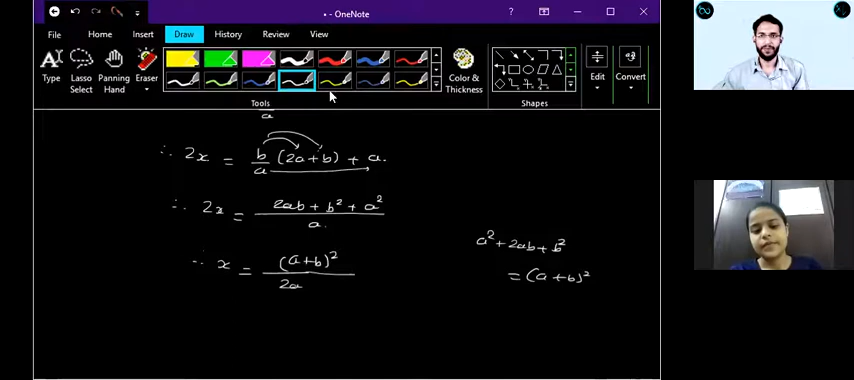 • - OneNote
?
File Home Insert Draw History Review View
Type
Lasso Select
Panning Hand
Eraser
Color & Thickness
Edit
Convert
Tools
Shapes
a
∴ 2x = b/a (2a+b) + a.
∴ 2x = (2ab + b² + a²)/a.
a² + 2ab + b²
∴ x = (a+b)²/2a
= (a+b)²